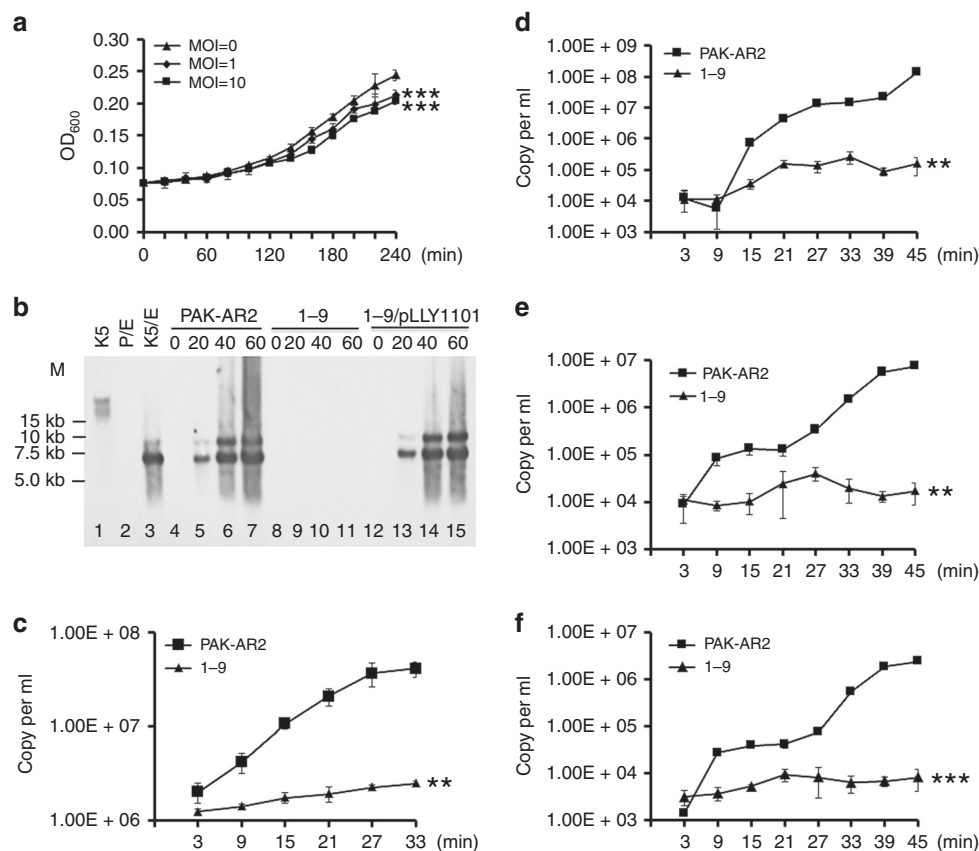 a
0.30
0.25
0.20
0.15
0.10
0.05
0.00
OD600
MOI=0
MOI=1
MOI=10
***
***
0 60 120 180 240 (min)
b
K5 P/E K5/E PAK-AR2 1–9 1–9/pLLY1101
0 20 40 60 0 20 40 60 0 20 40 60
M
15 kb
10 kb
7.5 kb
5.0 kb
1 2 3 4 5 6 7 8 9 10 11 12 13 14 15
c
1.00E + 08
1.00E + 07
1.00E + 06
Copy per ml
PAK-AR2
1–9
**
3 9 15 21 27 33 (min)
d
1.00E + 09
1.00E + 08
1.00E + 07
1.00E + 06
1.00E + 05
1.00E + 04
1.00E + 03
Copy per ml
PAK-AR2
1–9
**
3 9 15 21 27 33 39 45 (min)
e
1.00E + 07
1.00E + 06
1.00E + 05
1.00E + 04
1.00E + 03
Copy per ml
PAK-AR2
1–9
**
3 9 15 21 27 33 39 45 (min)
f
1.00E + 07
1.00E + 06
1.00E + 05
1.00E + 04
1.00E + 03
Copy per ml
PAK-AR2
1–9
***
3 9 15 21 27 33 39 45 (min)